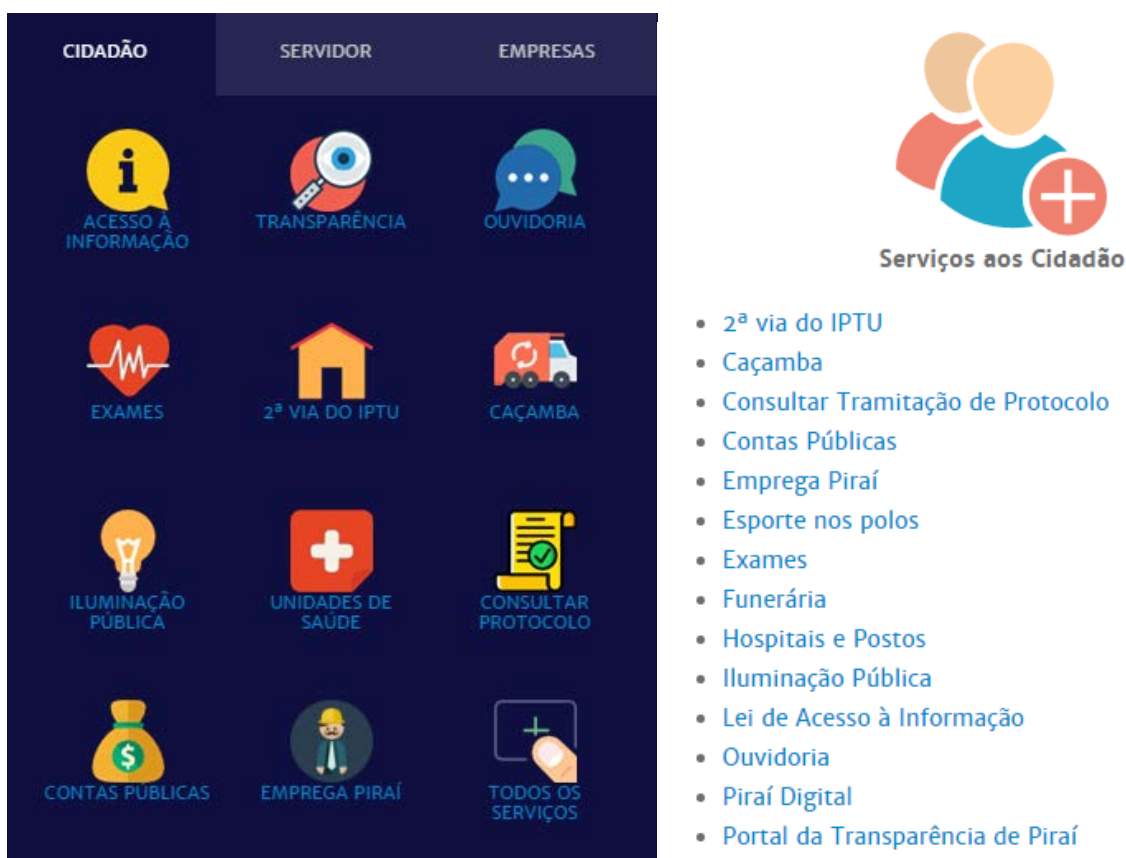 CIDADÃO
SERVIDOR
EMPRESAS
ACESSO À
INFORMAÇÃO
TRANSPARÊNCIA
OUVIDORIA
EXAMES
2ª VIA DO IPTU
CAÇAMBA
ILUMINAÇÃO
PÚBLICA
UNIDADES DE
SAÚDE
CONSULTAR
PROTOCOLO
CONTAS PÚBLICAS
EMPREGA PIRAÍ
TODOS OS
SERVIÇOS
Serviços aos Cidadão
2ª via do IPTU
Caçamba
Consultar Tramitação de Protocolo
Contas Públicas
Emprega Piraí
Esporte nos polos
Exames
Funerária
Hospitais e Postos
Iluminação Pública
Lei de Acesso à Informação
Ouvidoria
Piraí Digital
Portal da Transparência de Piraí